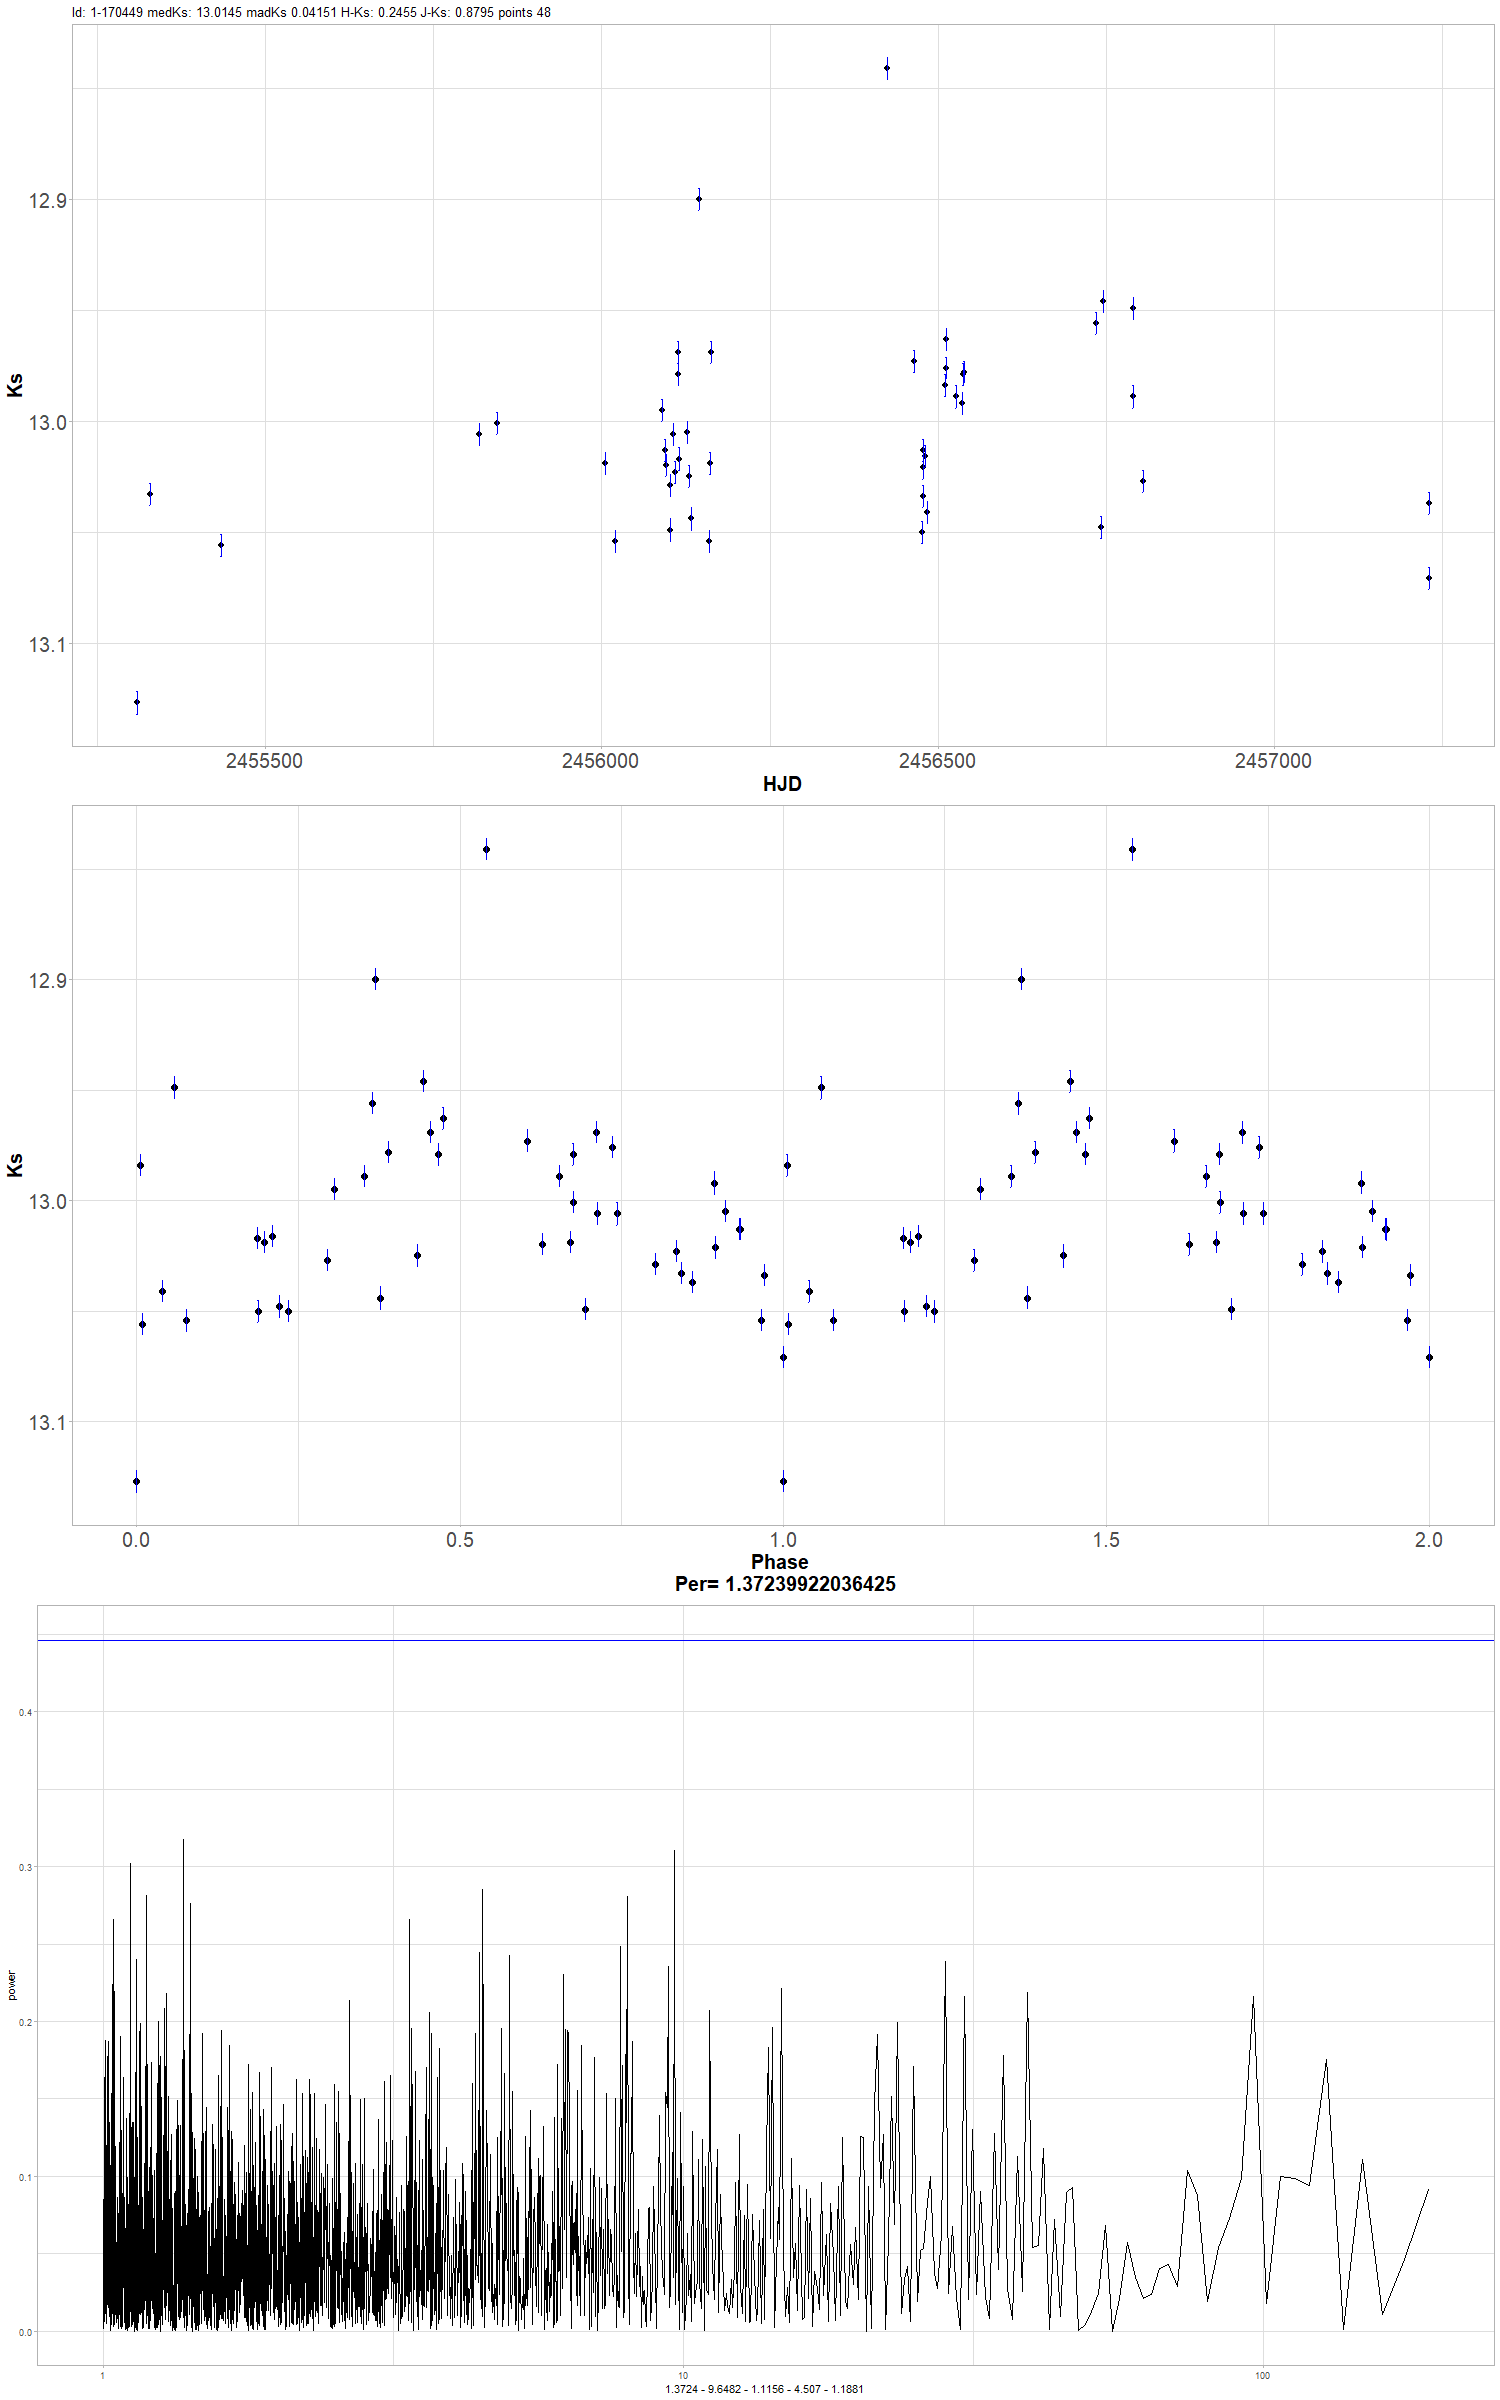 Id: 1-170449 medKs: 13.0145 madKs 0.04151 H-Ks: 0.2455 J-Ks: 0.8795 points 48
12.9
13.0
13.1
Ks
2455500 2456000 2456500 2457000
HJD
12.9
13.0
13.1
Ks
0.0 0.5 1.0 1.5 2.0
Phase
Per= 1.37239922036425
0.4
0.3
0.2
0.1
0.0
power
1 10 100
1.3724 - 9.6482 - 1.1156 - 4.507 - 1.1881